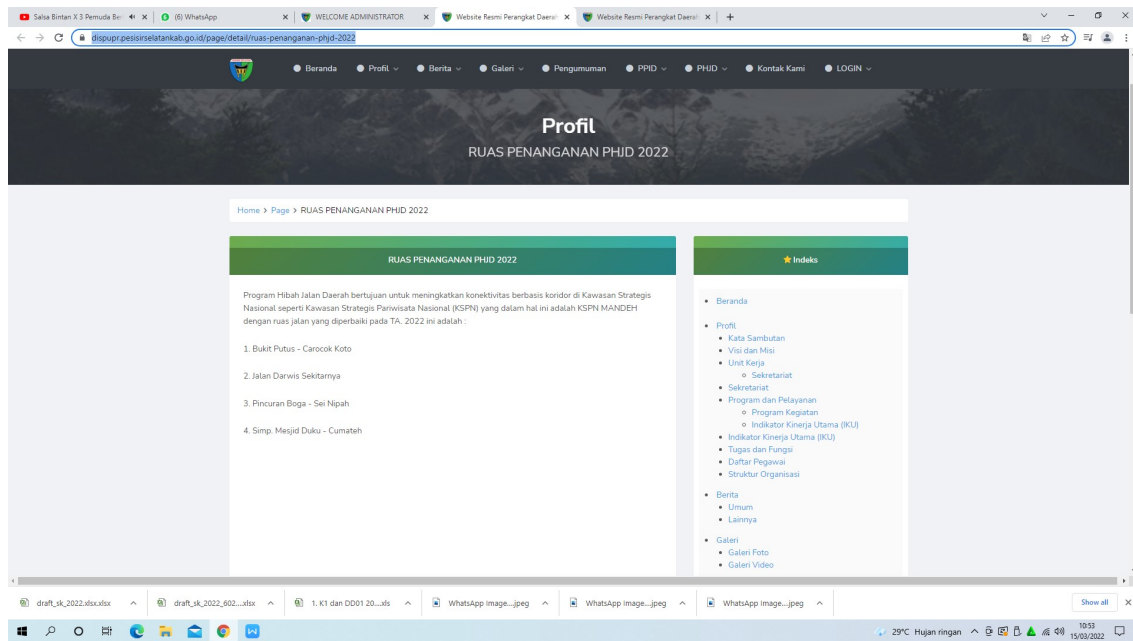 Salsa Bintan X 3 Pemuda Ber
(6) WhatsApp
WELCOME ADMINISTRATOR
Website Resmi Perangkat Daerah
Website Resmi Perangkat Daerah
dispupr.pesisirselatankab.go.id/page/detail/ruas-penanganan-phjd-2022
Beranda Profil Berita Galeri Pengumuman PPID PHJD Kontak Kami LOGIN
Profil
RUAS PENANGANAN PHJD 2022
Home > Page > RUAS PENANGANAN PHJD 2022
RUAS PENANGANAN PHJD 2022
Program Hibah Jalan Daerah bertujuan untuk meningkatkan konektivitas berbasis koridor di Kawasan Strategis
Nasional seperti Kawasan Strategis Pariwisata Nasional (KSPN) yang dalam hal ini adalah KSPN MANDEH
dengan ruas jalan yang diperbaiki pada TA. 2022 ini adalah :
1. Bukit Putus - Carocok Koto
2. Jalan Darwis Sekitarnya
3. Pincuran Boga - Sei Nipah
4. Simp. Mesjid Duku - Cumateh
Indeks
Beranda
Profil
Kata Sambutan
Visi dan Misi
Unit Kerja
Sekretariat
Sekretariat
Program dan Pelayanan
Program Kegiatan
Indikator Kinerja Utama (IKU)
Indikator Kinerja Utama (IKU)
Tugas dan Fungsi
Daftar Pegawai
Struktur Organisasi
Berita
Umum
Lainnya
Galeri
Galeri Foto
Galeri Video
draft_sk_2022.xlsx.xlsx
draft_sk_2022_602....xlsx
1. K1 dan DD01 20....xls
WhatsApp Image....jpeg
WhatsApp Image....jpeg
WhatsApp Image....jpeg
Show all
29°C Hujan ringan
10:53
15/03/2022